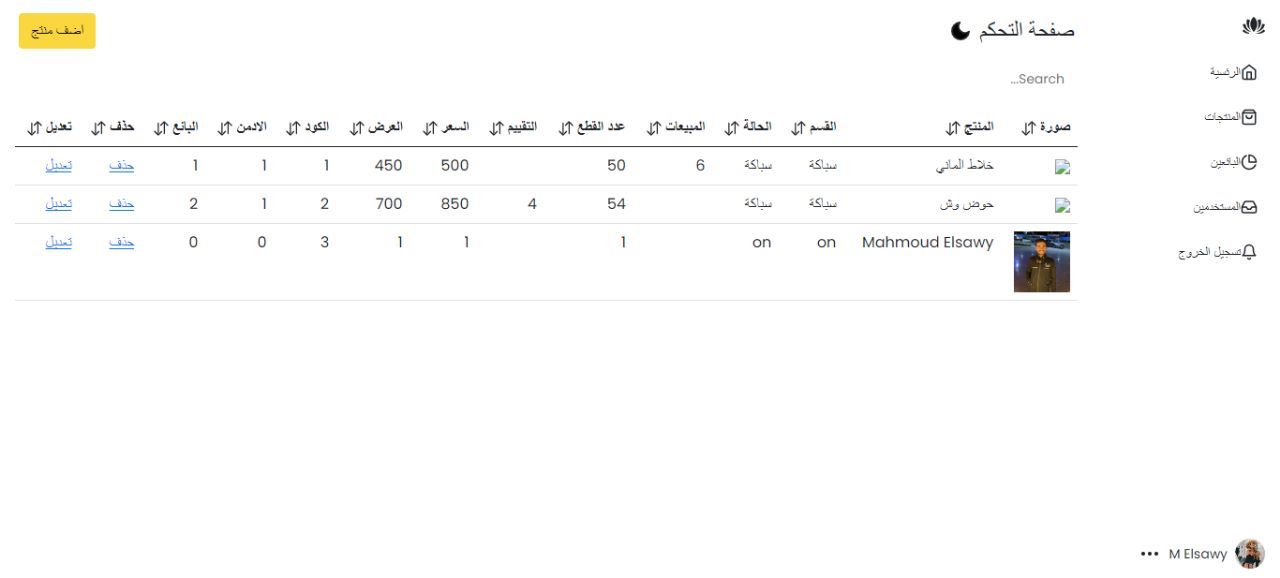 صفحة التحكم
اضف منتج
Search...
صورة المنتج القسم الحالة المبيعات عدد القطع التقييم السعر العرض الكود الادمن البائع حذف تعديل
خلاط الماني سباكة سباكة 6 50 500 450 1 1 1 حذف تعديل
حوض وش سباكة سباكة 54 4 850 700 2 1 2 حذف تعديل
Mahmoud Elsawy on on 1 1 1 3 0 0 حذف تعديل
الرئسية
المنتجات
البائعين
المستخدمين
تسجيل الخروج
M Elsawy